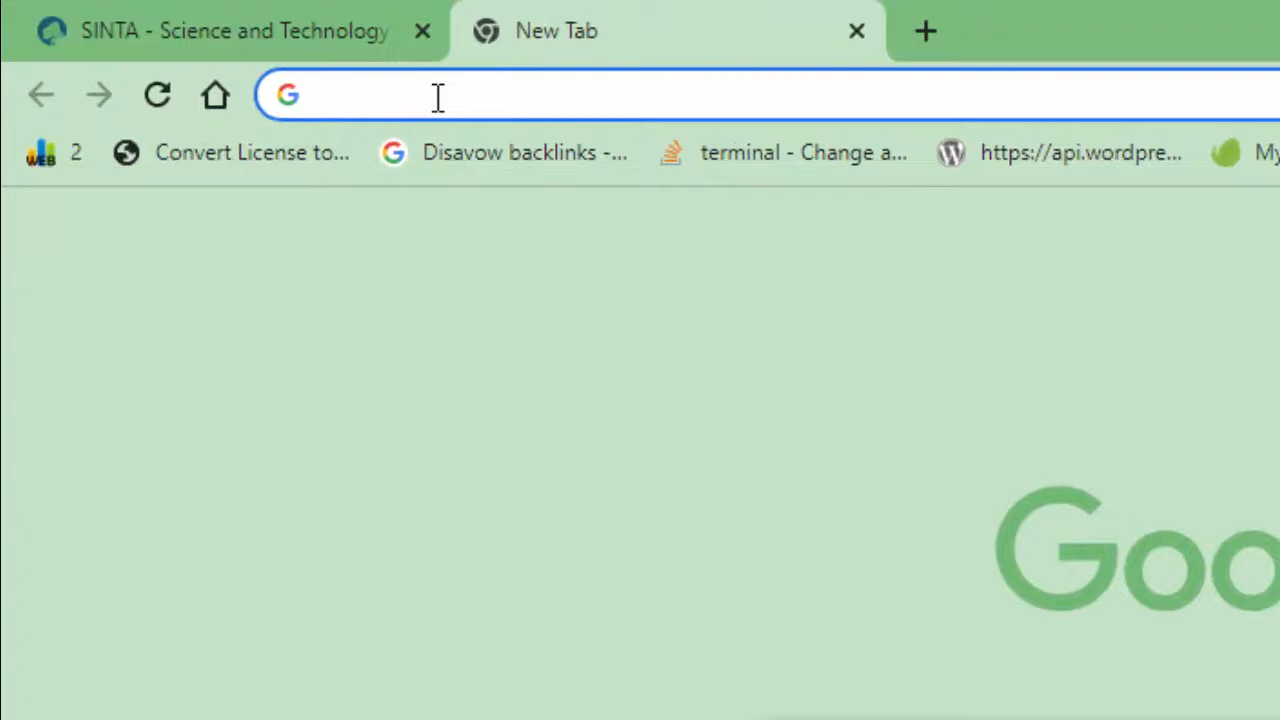 SINTA - Science and Technology
New Tab
2 Convert License to... Disavow backlinks -... terminal - Change a... https://api.wordpre... My
Goo